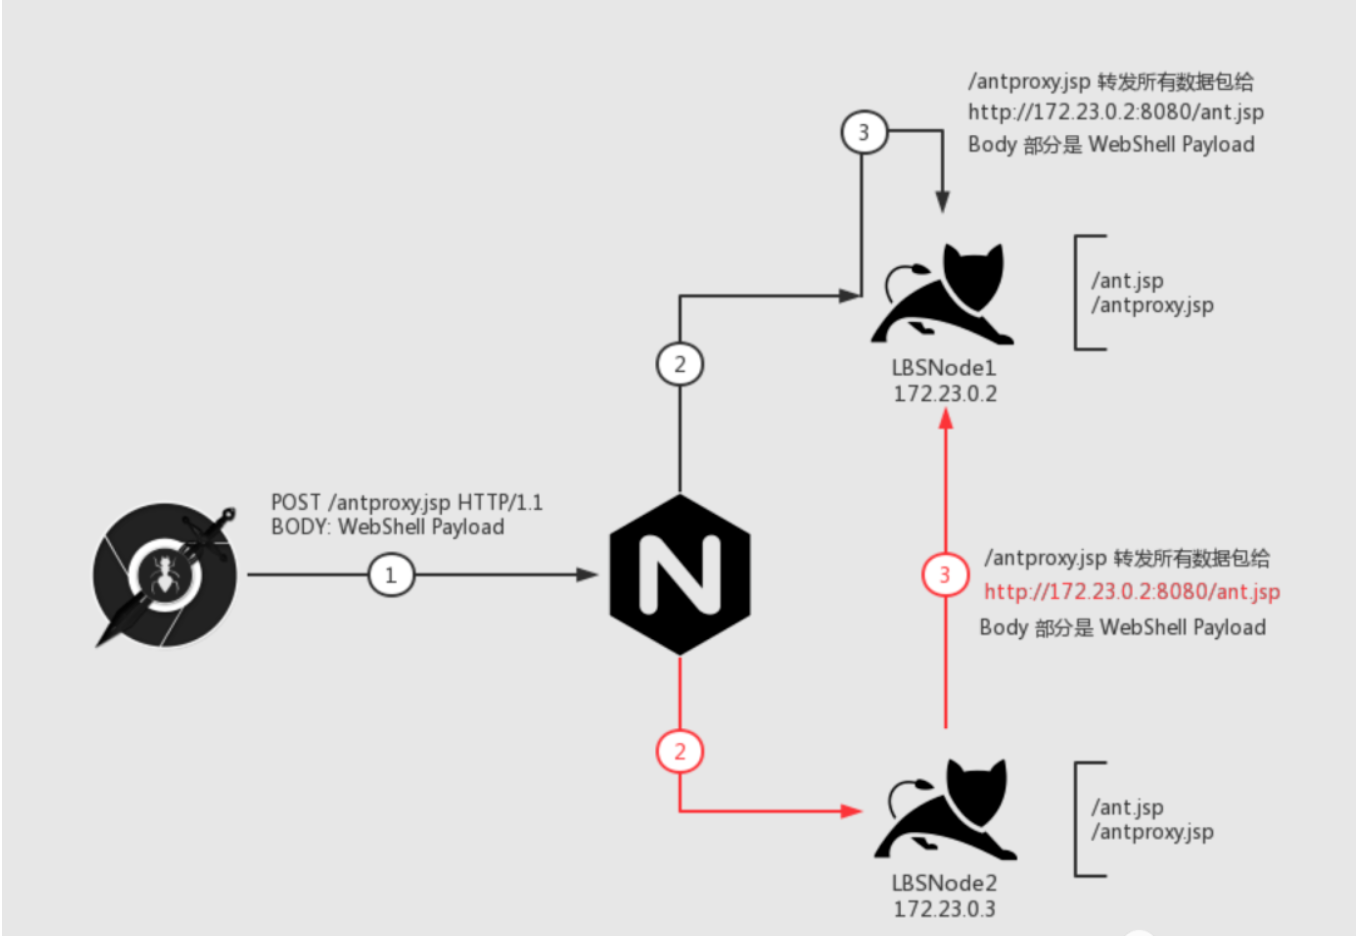 /antproxy.jsp 转发所有数据包给
http://172.23.0.2:8080/ant.jsp
Body 部分是 WebShell Payload
3
/ant.jsp
/antproxy.jsp
2
LBSNode1
172.23.0.2
POST /antproxy.jsp HTTP/1.1
BODY: WebShell Payload
1
N
3
/antproxy.jsp 转发所有数据包给
http://172.23.0.2:8080/ant.jsp
Body 部分是 WebShell Payload
2
/ant.jsp
/antproxy.jsp
LBSNode2
172.23.0.3